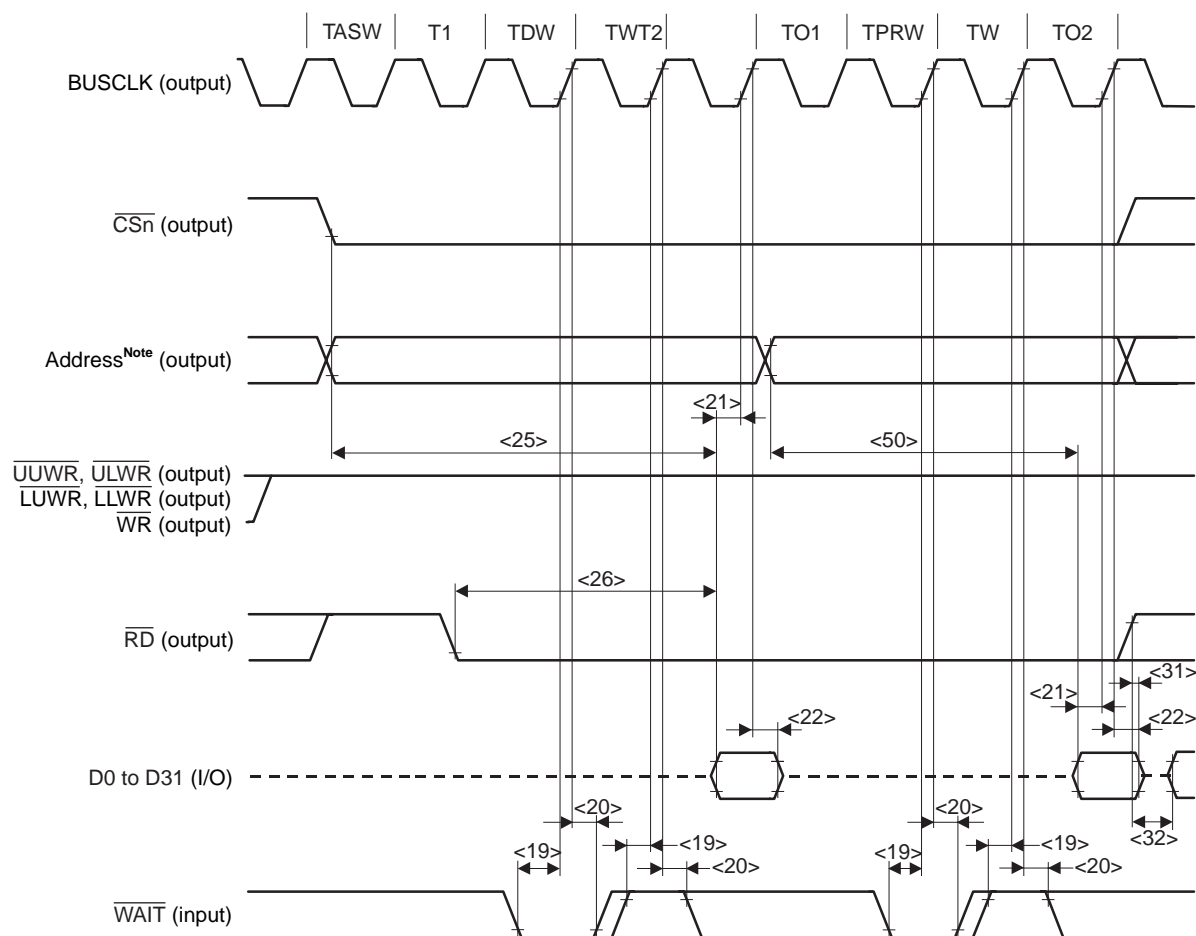 TASW T1 TDW TWT2 TO1 TPRW TW TO2
BUSCLK (output)
CSn (output)
AddressNote (output)
<21>
<25> <50>
UUWR, ULWR (output)
LUWR, LLWR (output)
WR (output)
<26>
RD (output)
<31>
<21>
<22> <22>
D0 to D31 (I/O)
<20> <20>
<32>
<19> <19> <19> <19>
<20> <20>
WAIT (input)